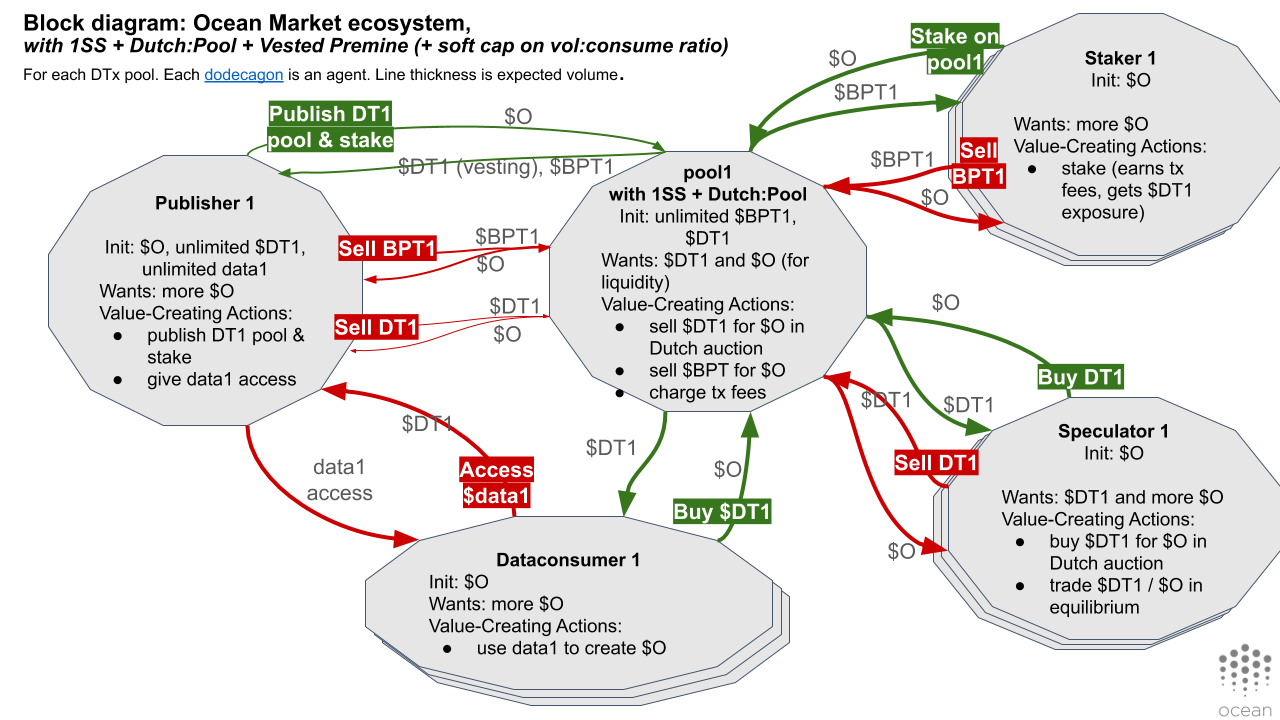 Block diagram: Ocean Market ecosystem,
with 1SS + Dutch:Pool + Vested Premine (+ soft cap on vol:consume ratio)
For each DTx pool. Each dodecagon is an agent. Line thickness is expected volume.
Publish DT1
pool & stake
$O
$DT1 (vesting), $BPT1
Stake on
pool1
$O
$BPT1
Staker 1
Init: $O
Wants: more $O
Value-Creating Actions:
● stake (earns tx
fees, gets $DT1
exposure)
Sell
BPT1
$BPT1
$O
Publisher 1
Init: $O, unlimited $DT1,
unlimited data1
Wants: more $O
Value-Creating Actions:
● publish DT1 pool &
stake
● give data1 access
Sell BPT1
$BPT1
$O
Sell DT1
$DT1
$O
pool1
with 1SS + Dutch:Pool
Init: unlimited $BPT1,
$DT1
Wants: $DT1 and $O (for
liquidity)
Value-Creating Actions:
● sell $DT1 for $O in
Dutch auction
● sell $BPT for $O
● charge tx fees
$O
Buy DT1
$DT1
$DT1
Sell DT1
$O
Speculator 1
Init: $O
Wants: $DT1 and more $O
Value-Creating Actions:
● buy $DT1 for $O in
Dutch auction
● trade $DT1 / $O in
equilibrium
$DT1
data1
access
Access
$data1
$DT1
$O
Buy $DT1
Dataconsumer 1
Init: $O
Wants: more $O
Value-Creating Actions:
● use data1 to create $O
ocean